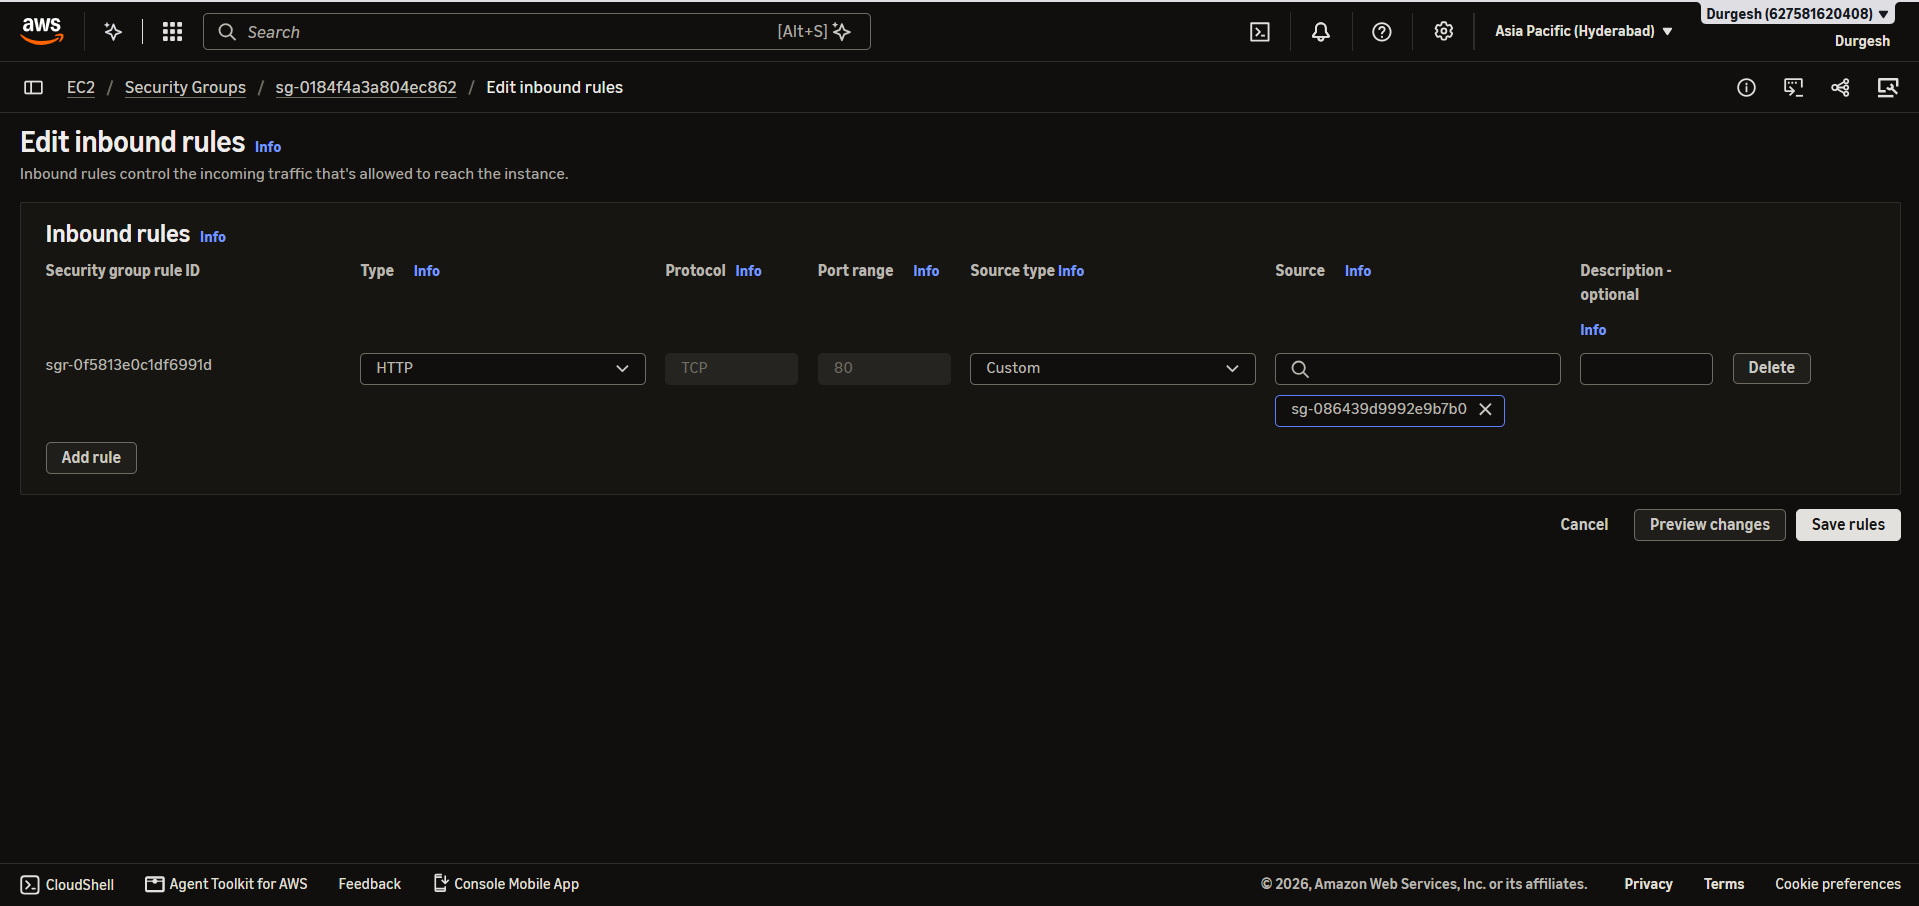 aws
Search [Alt+S]
Asia Pacific (Hyderabad)
Durgesh (627581620408)
Durgesh
EC2 / Security Groups / sg-0184f4a3a804ec862 / Edit inbound rules
Edit inbound rules Info
Inbound rules control the incoming traffic that's allowed to reach the instance.
Inbound rules Info
Security group rule ID Type Info Protocol Info Port range Info Source type Info Source Info Description -
optional
Info
sgr-0f5813e0c1df6991d HTTP TCP 80 Custom Delete
sg-086439d9992e9b7b0
Add rule
Cancel Preview changes Save rules
CloudShell Agent Toolkit for AWS Feedback Console Mobile App © 2026, Amazon Web Services, Inc. or its affiliates. Privacy Terms Cookie preferences